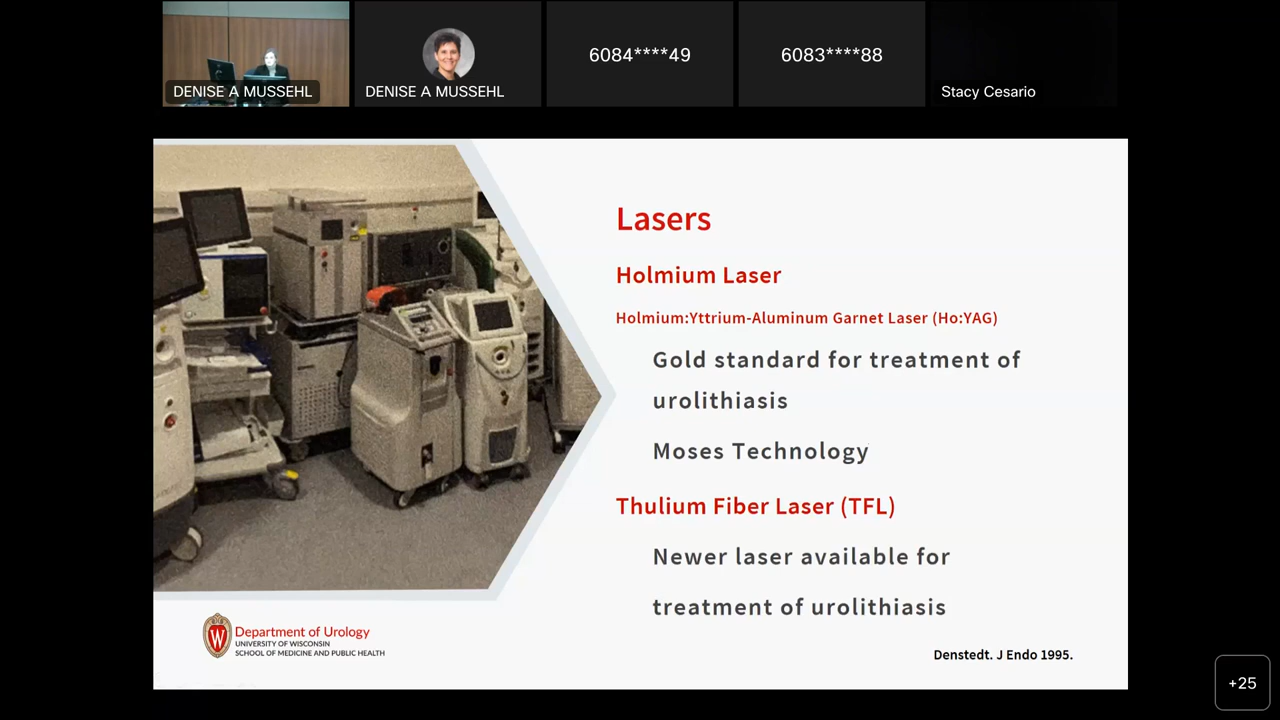 DENISE A MUSSEHL
DENISE A MUSSEHL
6084****49
6083****88
Stacy Cesario
Lasers
Holmium Laser
Holmium:Yttrium-Aluminum Garnet Laser (Ho:YAG)
Gold standard for treatment of
urolithiasis
Moses Technology
Thulium Fiber Laser (TFL)
Newer laser available for
treatment of urolithiasis
W
Department of Urology
UNIVERSITY OF WISCONSIN
SCHOOL OF MEDICINE AND PUBLIC HEALTH
Denstedt. J Endo 1995.
+25